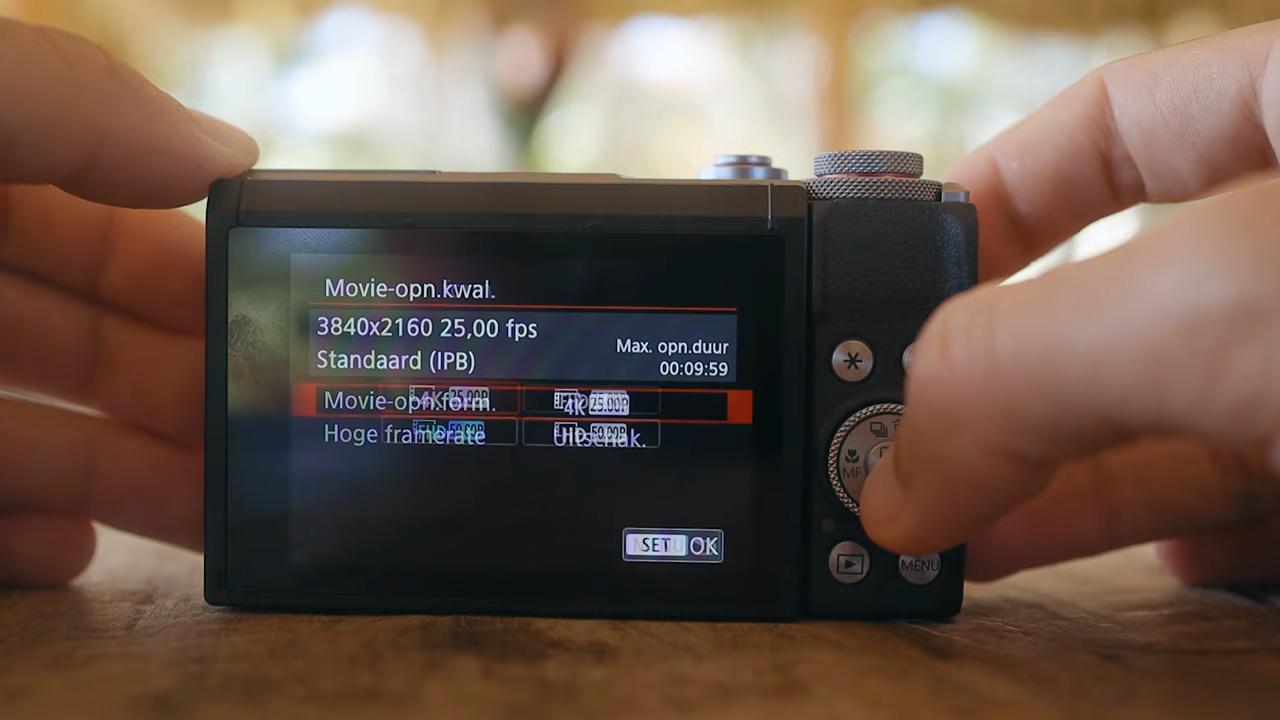 Movie-opn.kwal.
3840x2160 25,00 fps
Standaard (IPB)
Max. opn.duur
00:09:59
Movie-opn.form.
4K 25.00P
Hoge framerate
Uitschak.
SET OK
MF
MENU